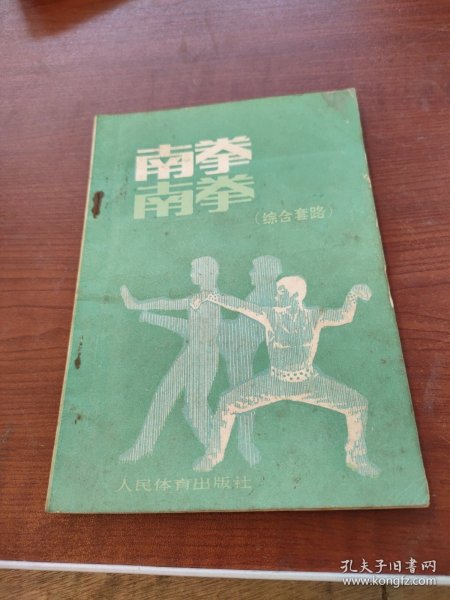 南拳
南拳
（综合套路）
人民体育出版社
孔夫子旧书网
www.kongfz.com